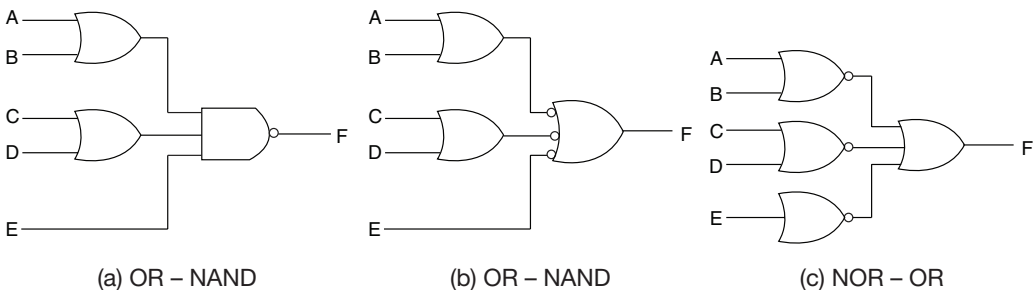 A
B
C
D
E
F
(a) OR – NAND
A
B
C
D
E
F
(b) OR – NAND
A
B
C
D
E
F
(c) NOR – OR